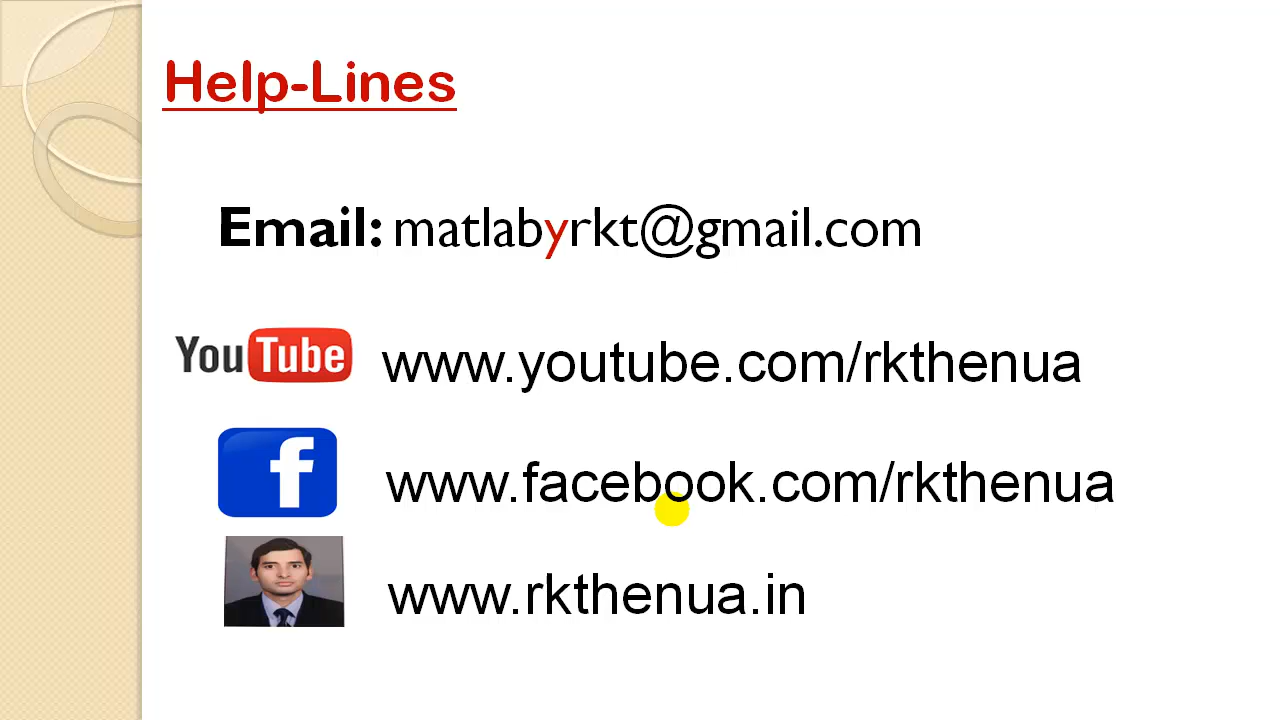 Help-Lines
Email: matlabyrkt@gmail.com
YouTube www.youtube.com/rkthenua
f www.facebook.com/rkthenua
www.rkthenua.in